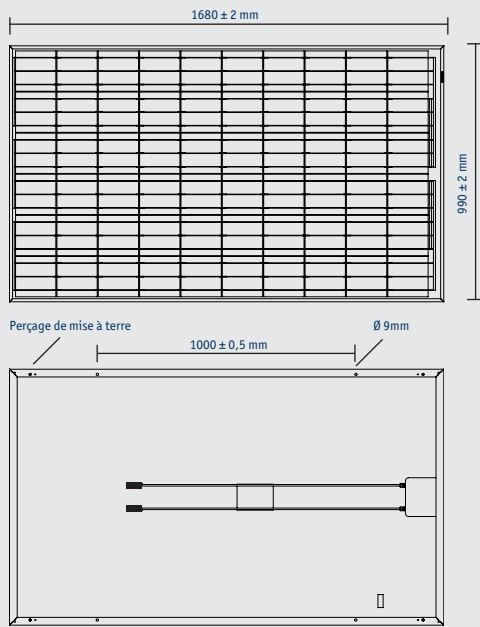 1680 ± 2 mm
990 ± 2 mm
Perçage de mise à terre
1000 ± 0,5 mm
Ø 9mm